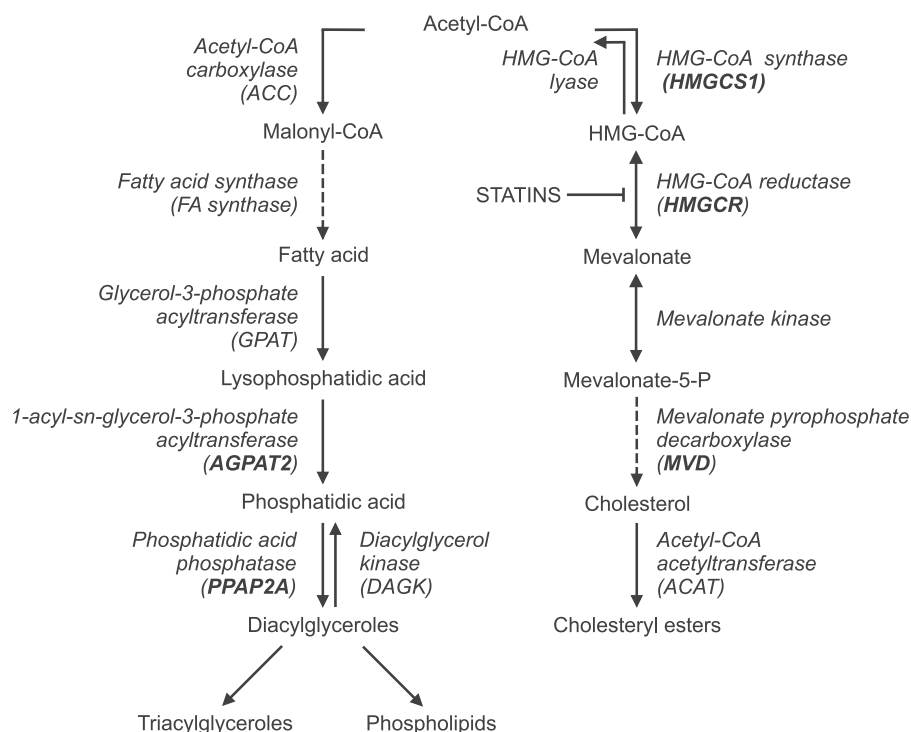 Acetyl-CoA
Acetyl-CoA
carboxylase
(ACC)
HMG-CoA
lyase
HMG-CoA synthase
(HMGCS1)
Malonyl-CoA
HMG-CoA
Fatty acid synthase
(FA synthase)
STATINS
HMG-CoA reductase
(HMGCR)
Fatty acid
Mevalonate
Glycerol-3-phosphate
acyltransferase
(GPAT)
Mevalonate kinase
Lysophosphatidic acid
Mevalonate-5-P
1-acyl-sn-glycerol-3-phosphate
acyltransferase
(AGPAT2)
Mevalonate pyrophosphate
decarboxylase
(MVD)
Phosphatidic acid
Cholesterol
Phosphatidic acid
phosphatase
(PPAP2A)
Diacylglycerol
kinase
(DAGK)
Acetyl-CoA
acetyltransferase
(ACAT)
Diacylglyceroles
Cholesteryl esters
Triacylglyceroles
Phospholipids